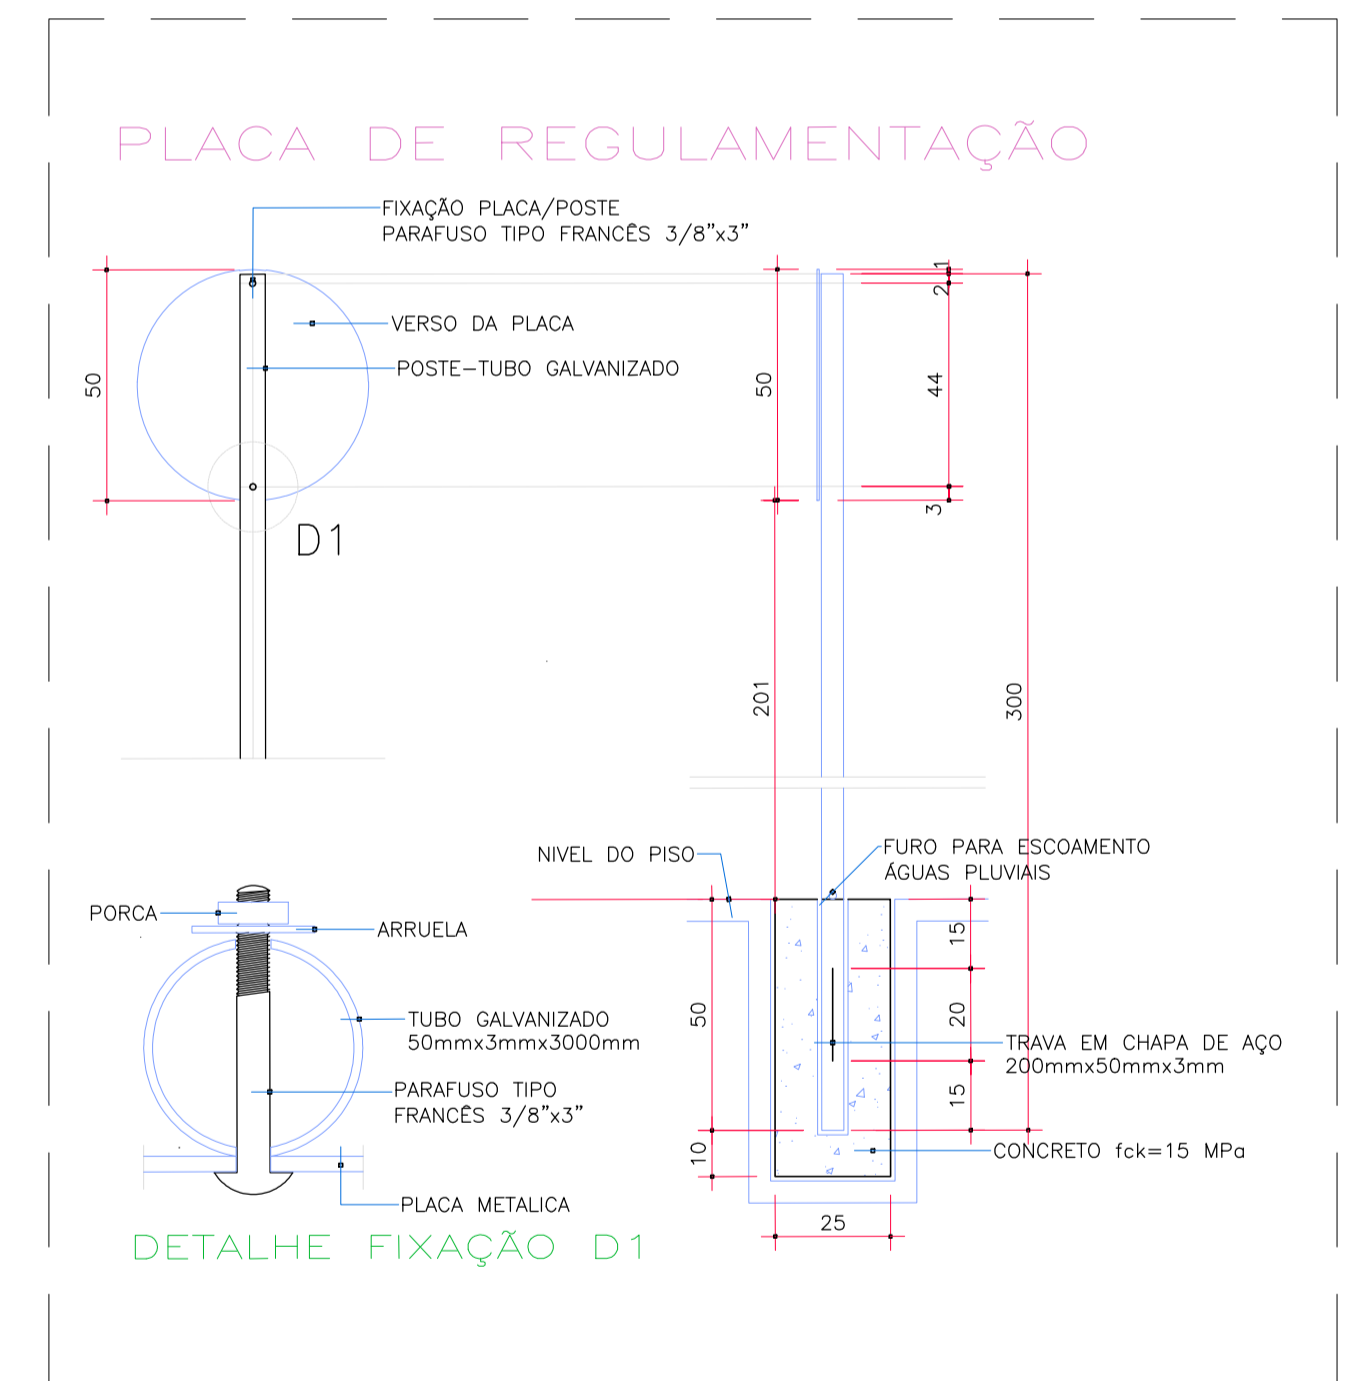 PLACA DE REGULAMENTAÇÃO
FIXAÇÃO PLACA/POSTE
PARAFUSO TIPO FRANCÊS 3/8"x3"
VERSO DA PLACA
POSTE-TUBO GALVANIZADO
50
D1
50
1
2
44
3
201
300
NIVEL DO PISO
FURO PARA ESCOAMENTO
ÁGUAS PLUVIAIS
PORCA
ARRUELA
TUBO GALVANIZADO
50mmx3mmx3000mm
PARAFUSO TIPO
FRANCÊS 3/8"x3"
PLACA METALICA
DETALHE FIXAÇÃO D1
50
10
15
20
15
TRAVA EM CHAPA DE AÇO
200mmx50mmx3mm
CONCRETO fck=15 MPa
25